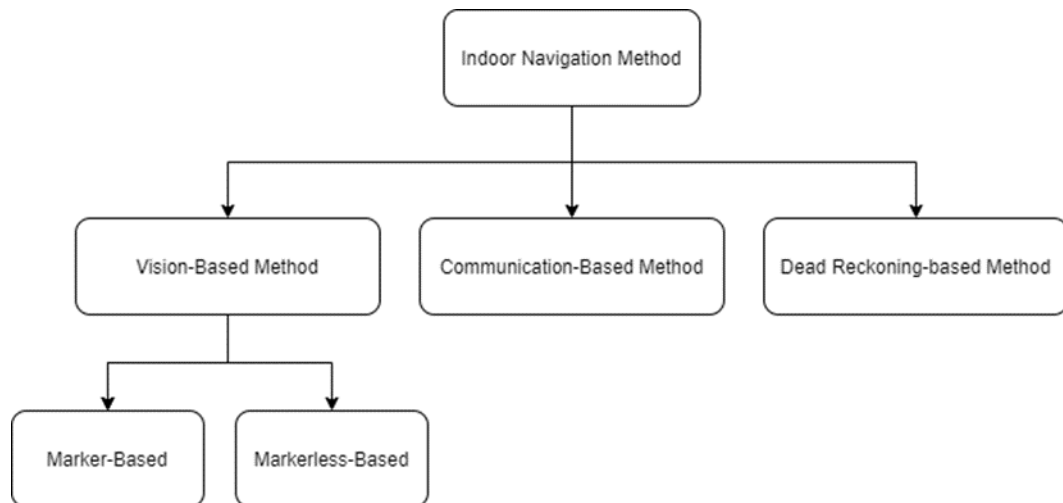 Indoor Navigation Method
Vision-Based Method
Communication-Based Method
Dead Reckoning-based Method
Marker-Based
Markerless-Based